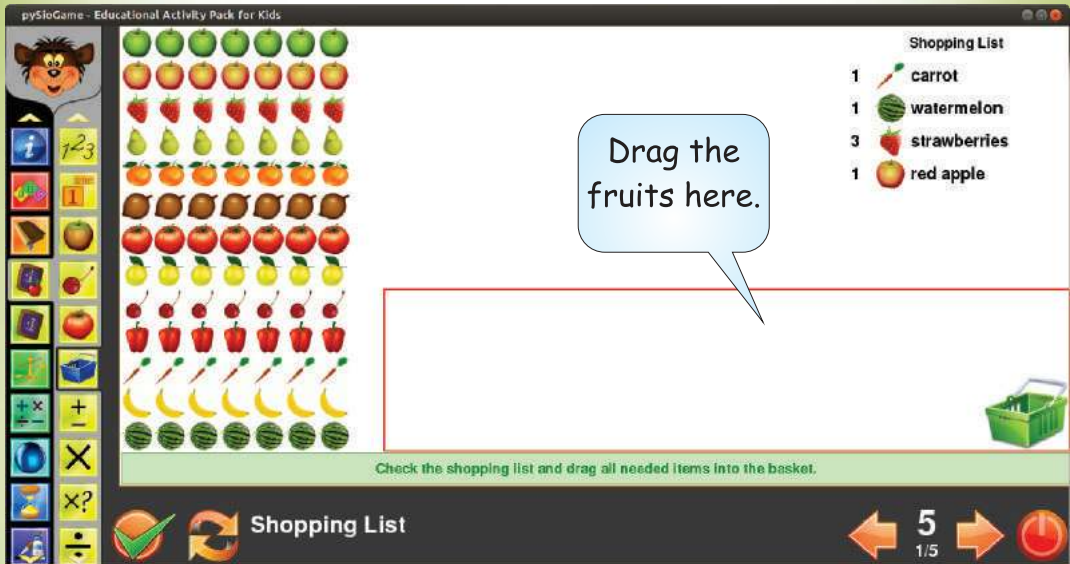 pySioGame - Educational Activity Pack for Kids
Shopping List
1 carrot
1 watermelon
3 strawberries
1 red apple
Drag the
fruits here.
i
123
1
+ ×
÷ −
+
−
×
×?
÷
Check the shopping list and drag all needed items into the basket.
Shopping List
5
1/5